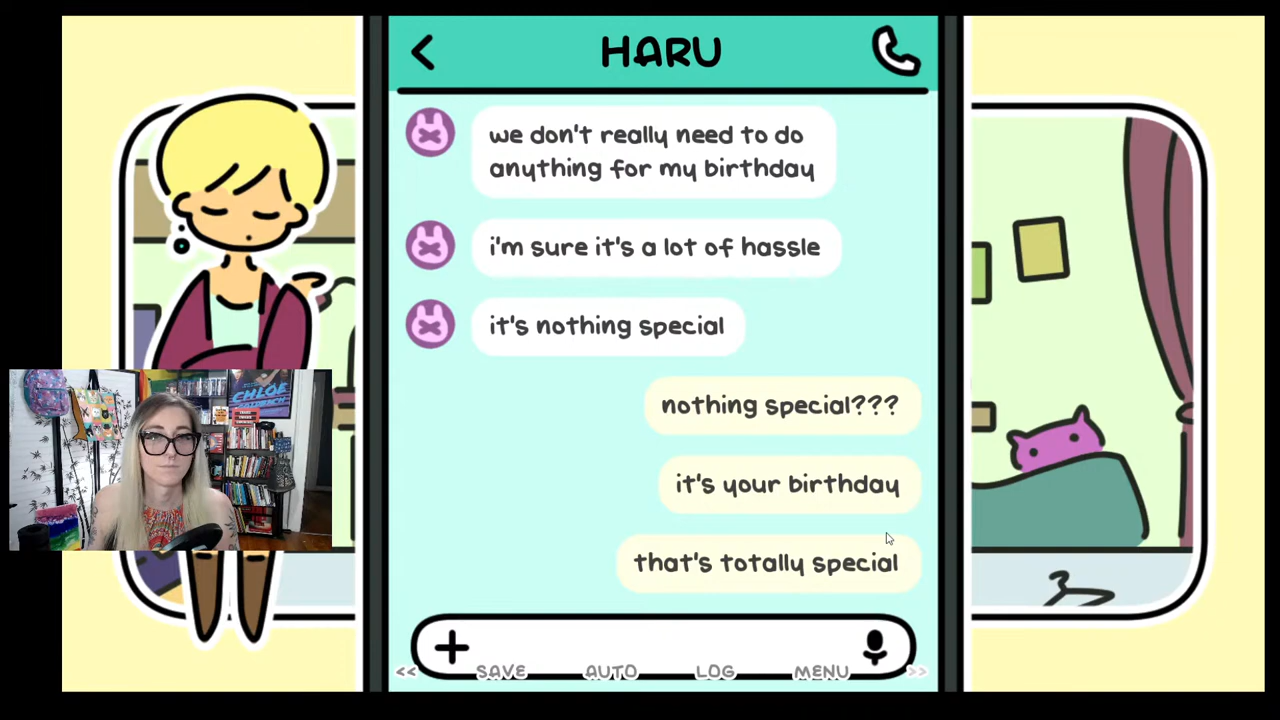 HARU
we don't really need to do
anything for my birthday
i'm sure it's a lot of hassle
it's nothing special
nothing special???
it's your birthday
that's totally special
<< SAVE AUTO LOG MENU >>
CHLOE